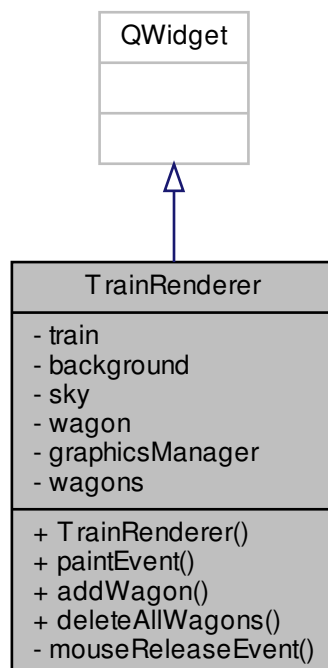 QWidget
TrainRenderer
- train
- background
- sky
- wagon
- graphicsManager
- wagons
+ TrainRenderer()
+ paintEvent()
+ addWagon()
+ deleteAllWagons()
- mouseReleaseEvent()